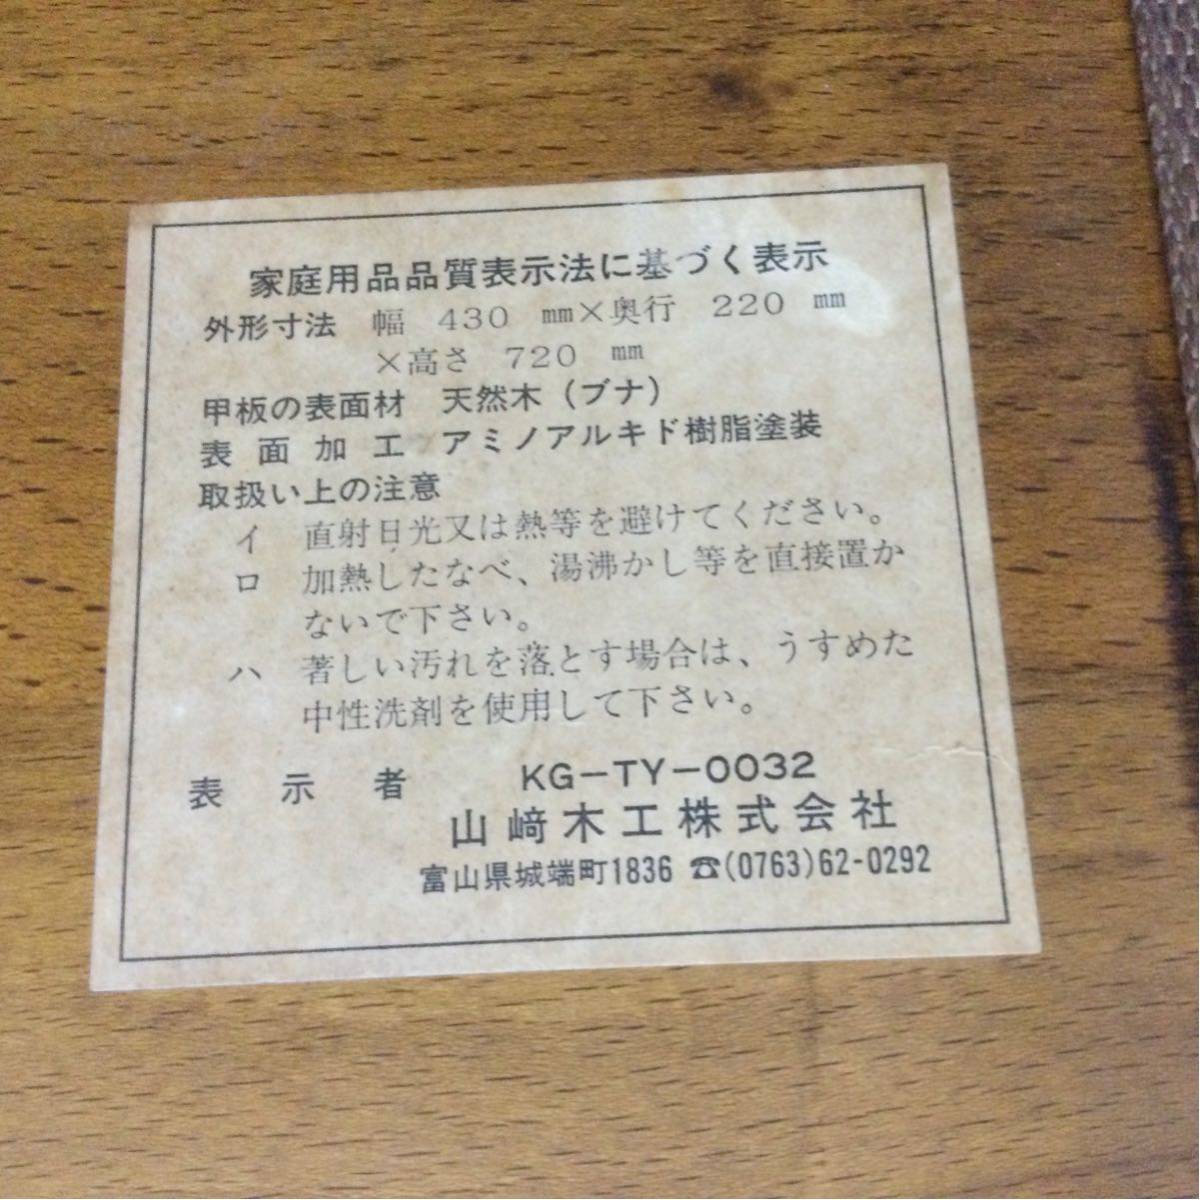 家庭用品品質表示法に基づく表示
外形寸法 幅 430 ㎜×奥行 220 ㎜
×高さ 720 ㎜
甲板の表面材 天然木(ブナ)
表面加工 アミノアルキド樹脂塗装
取扱い上の注意
イ 直射日光又は熱等を避けてください。
ロ 加熱したなべ、湯沸かし等を直接置か
ないで下さい。
ハ 著しい汚れを落とす場合は、うすめた
中性洗剤を使用して下さい。
表示者 KG-TY-0032
山﨑木工株式会社
富山県城端町1836 ☎(0763)62-0292